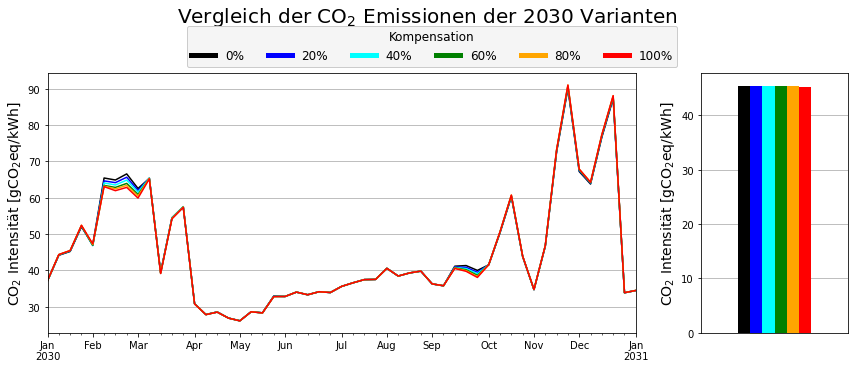 Vergleich der CO₂ Emissionen der 2030 Varianten
Kompensation
0% 20% 40% 60% 80% 100%
CO₂ Intensität [gCO₂eq/kWh]
90
80
70
60
50
40
30
Jan Feb Mar Apr May Jun Jul Aug Sep Oct Nov Dec Jan
2030 2031
CO₂ Intensität [gCO₂eq/kWh]
40
30
20
10
0